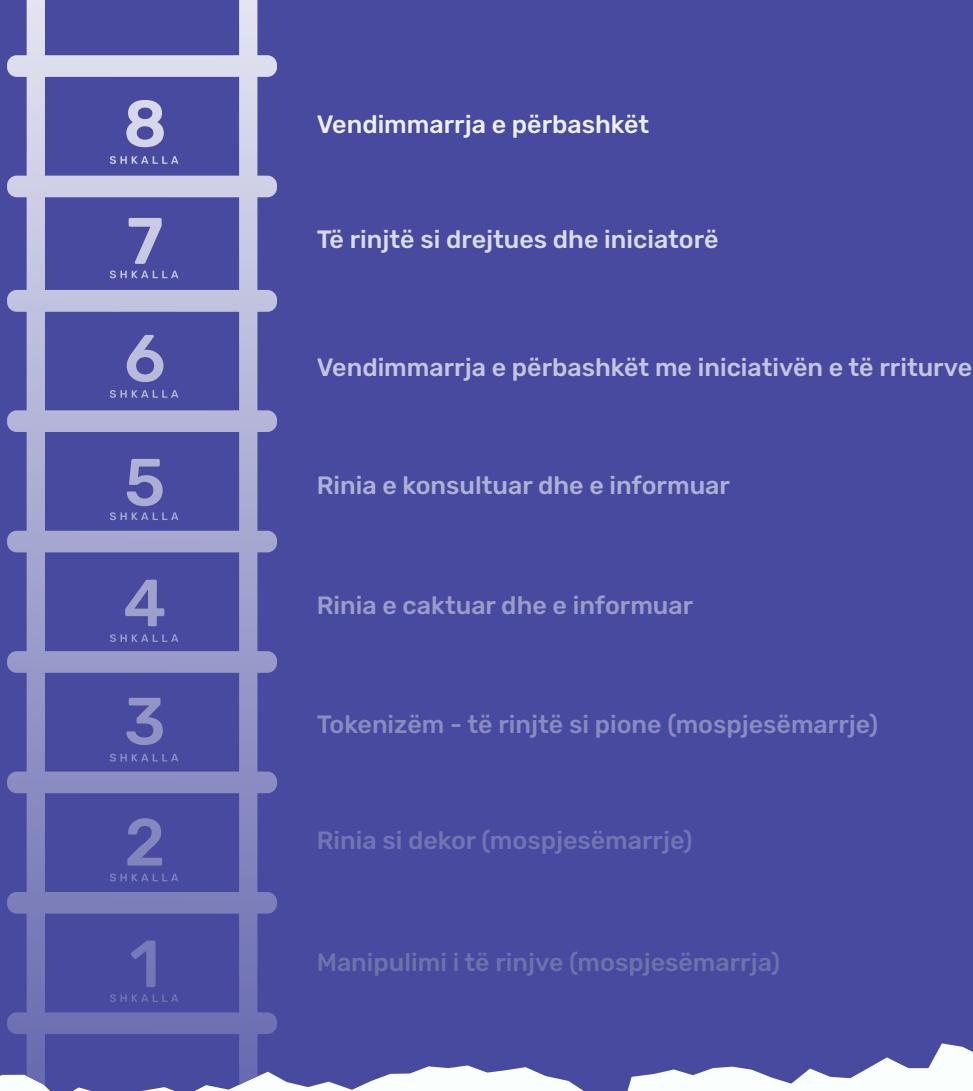 8
SHKALLA
Vendimmarrja e përbashkët
7
SHKALLA
Të rinjtë si drejtues dhe iniciatorë
6
SHKALLA
Vendimmarrja e përbashkët me iniciativën e të rriturve
5
SHKALLA
Rinia e konsultuar dhe e informuar
4
SHKALLA
Rinia e caktuar dhe e informuar
3
SHKALLA
Tokenizëm - të rinjtë si pione (mospjesëmarrje)
2
SHKALLA
Rinia si dekor (mospjesëmarrje)
1
SHKALLA
Manipulimi i të rinjve (mospjesëmarrja)